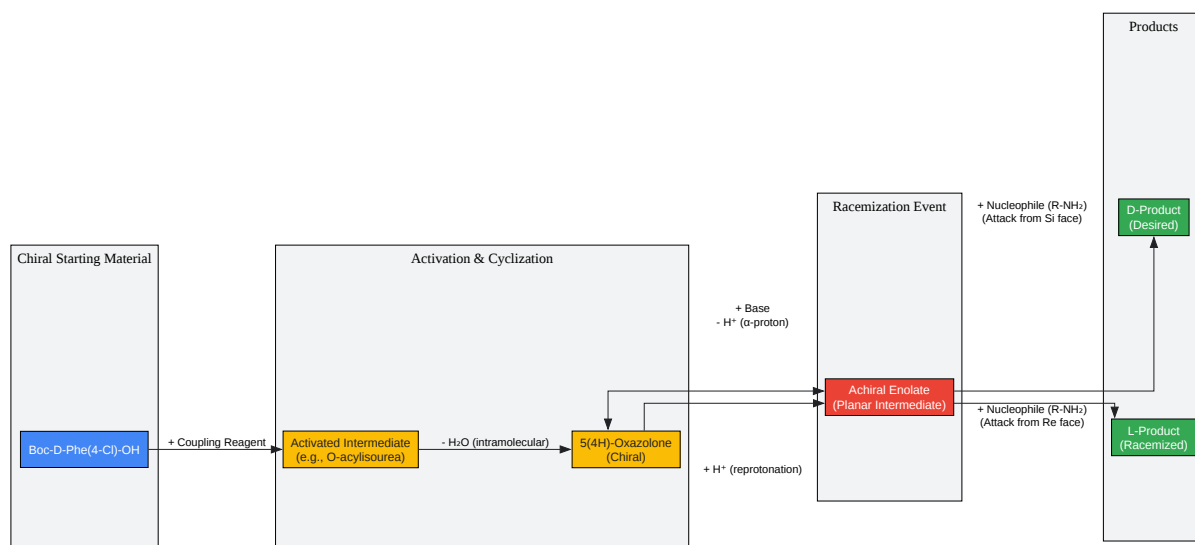 Products
Racemization Event
+ Nucleophile (R-NH₂)
(Attack from Si face)
D-Product
(Desired)
Chiral Starting Material
Activation & Cyclization
+ Base
- H⁺ (α-proton)
Achiral Enolate
(Planar Intermediate)
+ Nucleophile (R-NH₂)
(Attack from Re face)
L-Product
(Racemized)
Boc-D-Phe(4-Cl)-OH
+ Coupling Reagent
Activated Intermediate
(e.g., O-acylisourea)
- H₂O (intramolecular)
5(4H)-Oxazolone
(Chiral)
+ H⁺ (reprotonation)